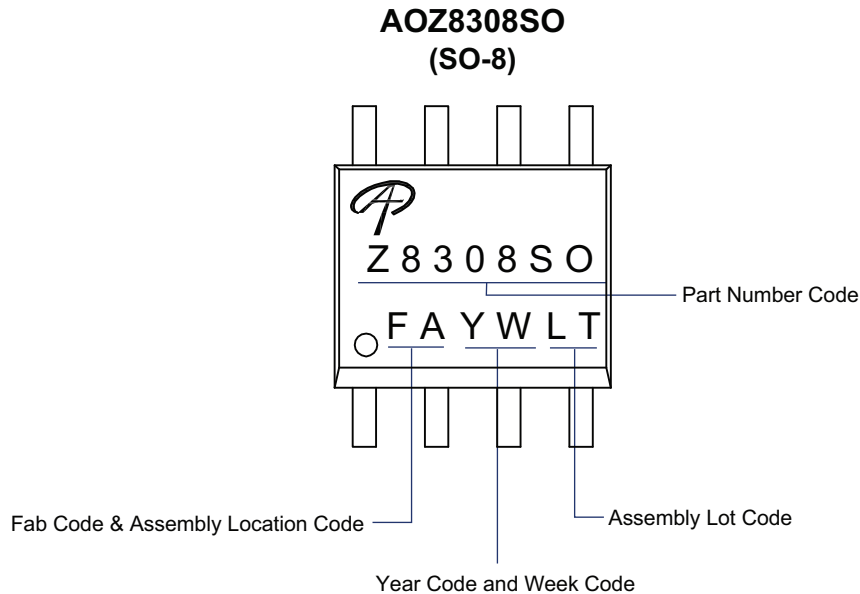 AOZ8308SO
(SO-8)
Z8308SO
Part Number Code
FAYWLT
Fab Code & Assembly Location Code
Assembly Lot Code
Year Code and Week Code